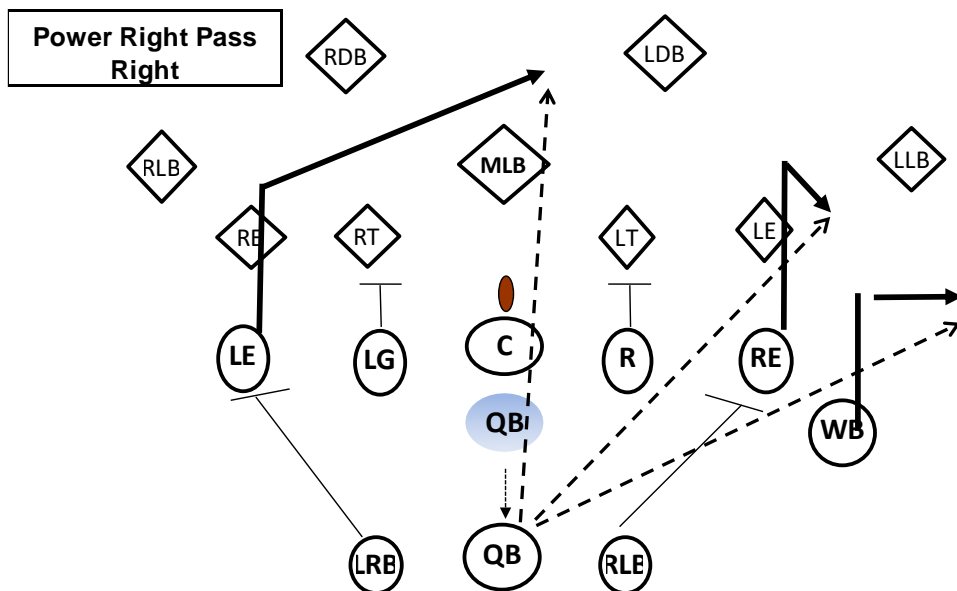 Power Right Pass
Right
RDB
LDB
RLB
MLB
LLB
RE
RT
LT
LE
LE
LG
C
R
RE
QB
WB
LRB
QB
RLB